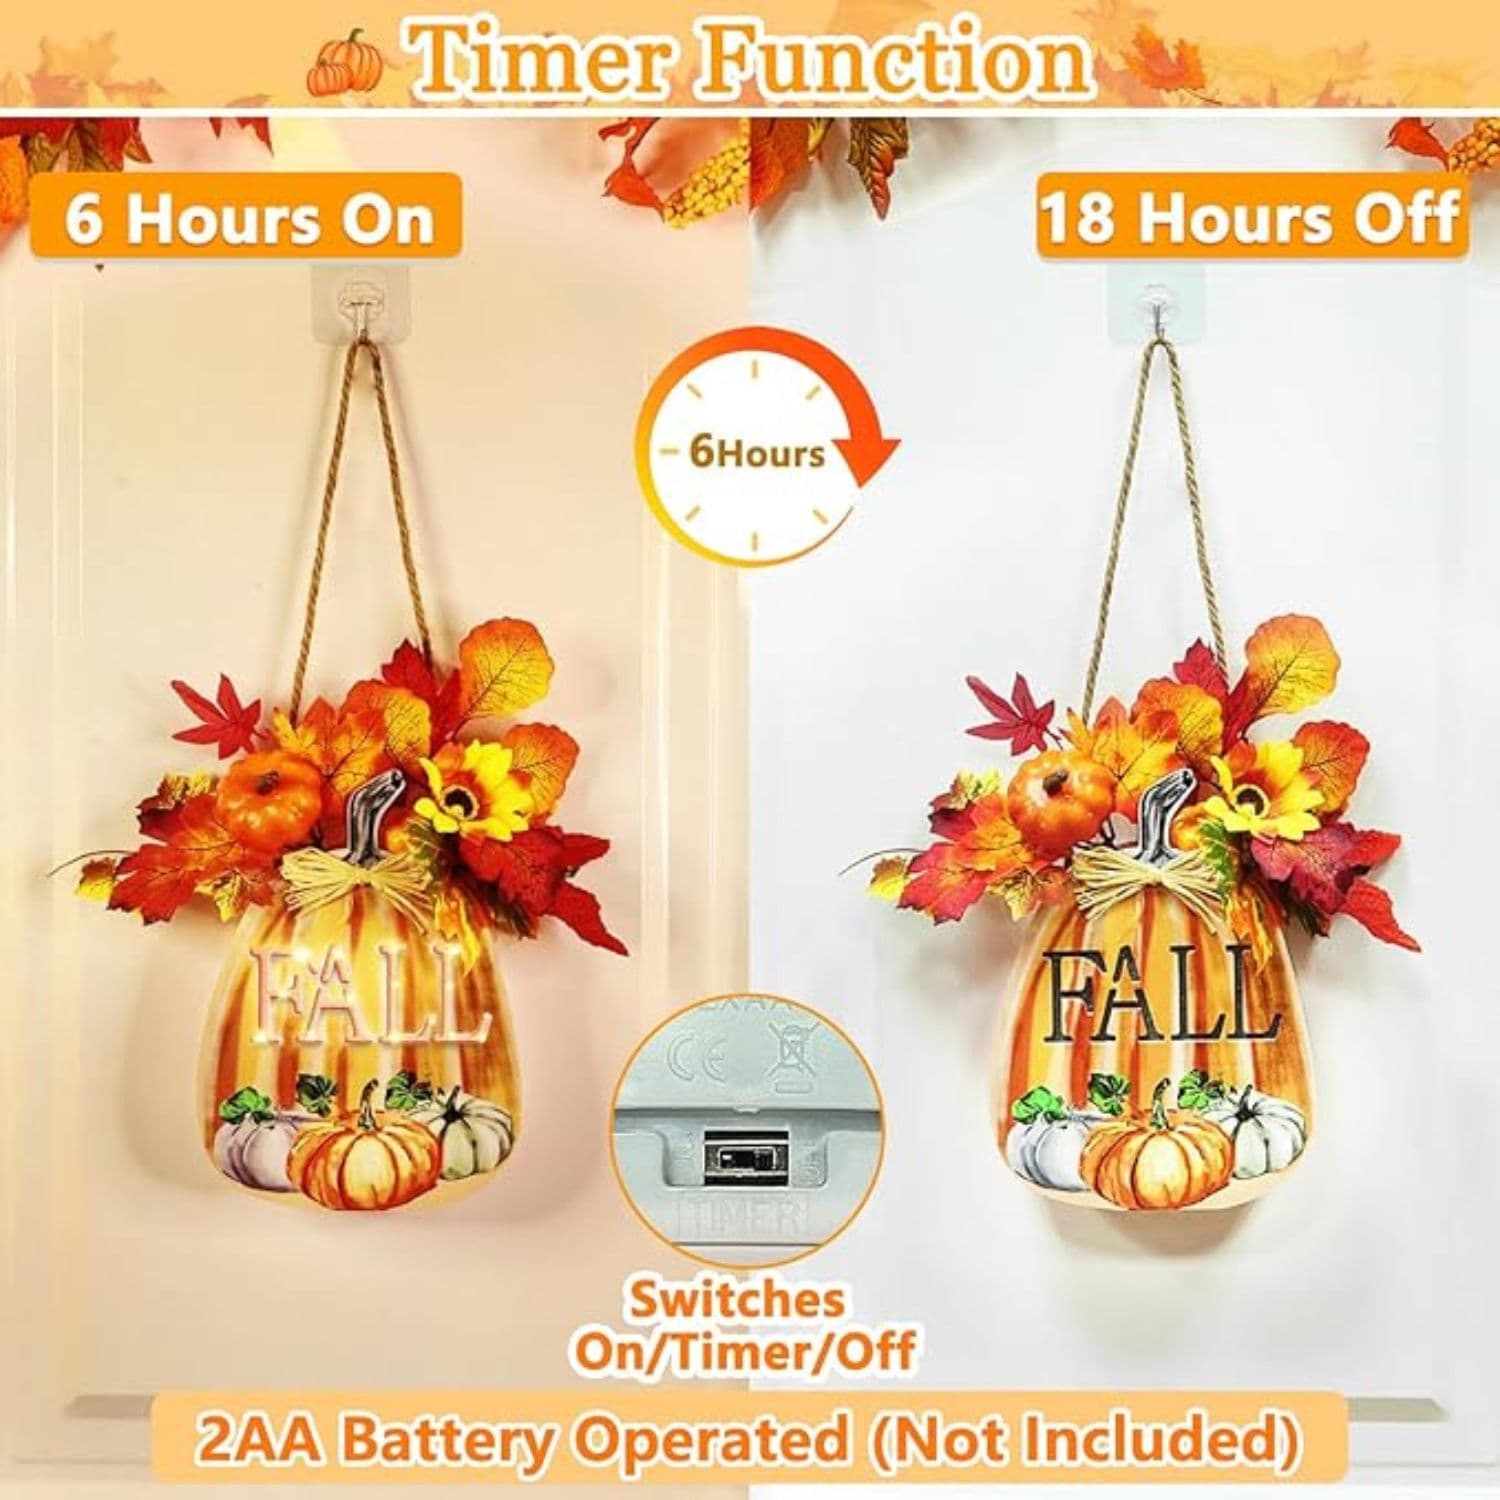 Timer Function
6 Hours On
18 Hours Off
6Hours
FALL
FALL
CE
TIMER
Switches
On/Timer/Off
2AA Battery Operated (Not Included)